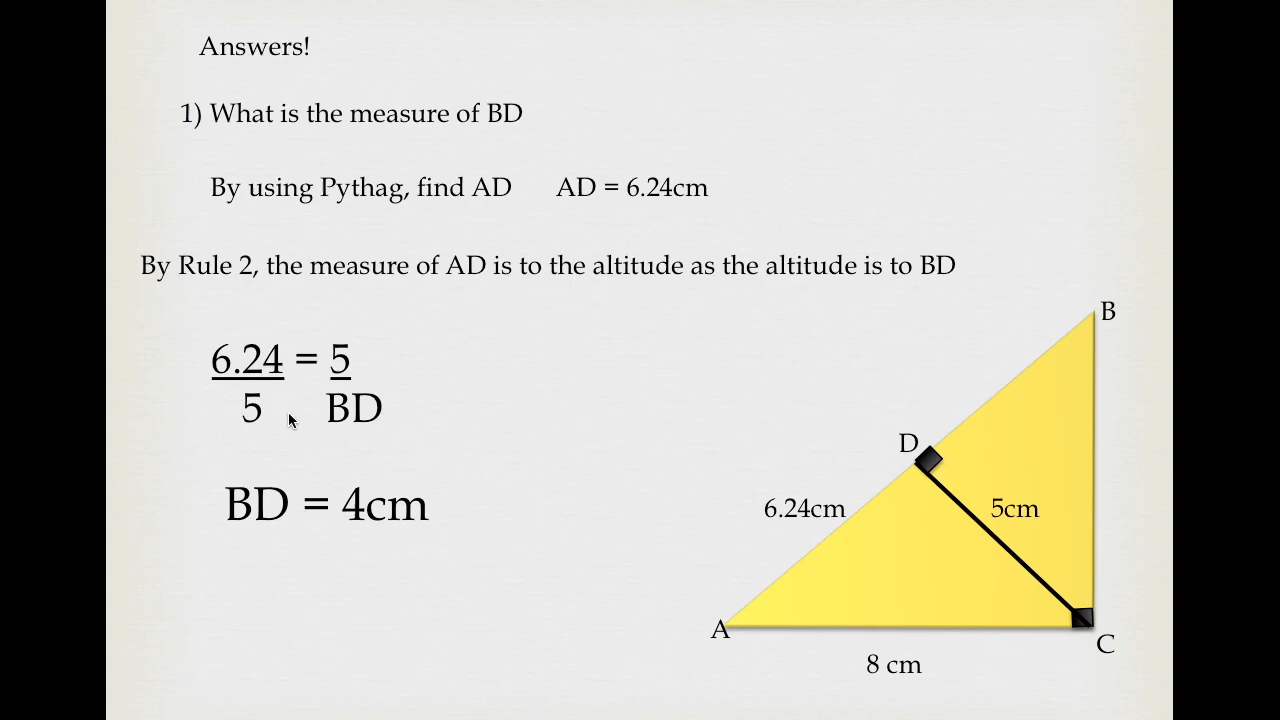 Answers!
1) What is the measure of BD
By using Pythag, find AD AD = 6.24cm
By Rule 2, the measure of AD is to the altitude as the altitude is to BD
6.24 = 5
5 BD
BD = 4cm
B
D
6.24cm
5cm
A
C
8 cm